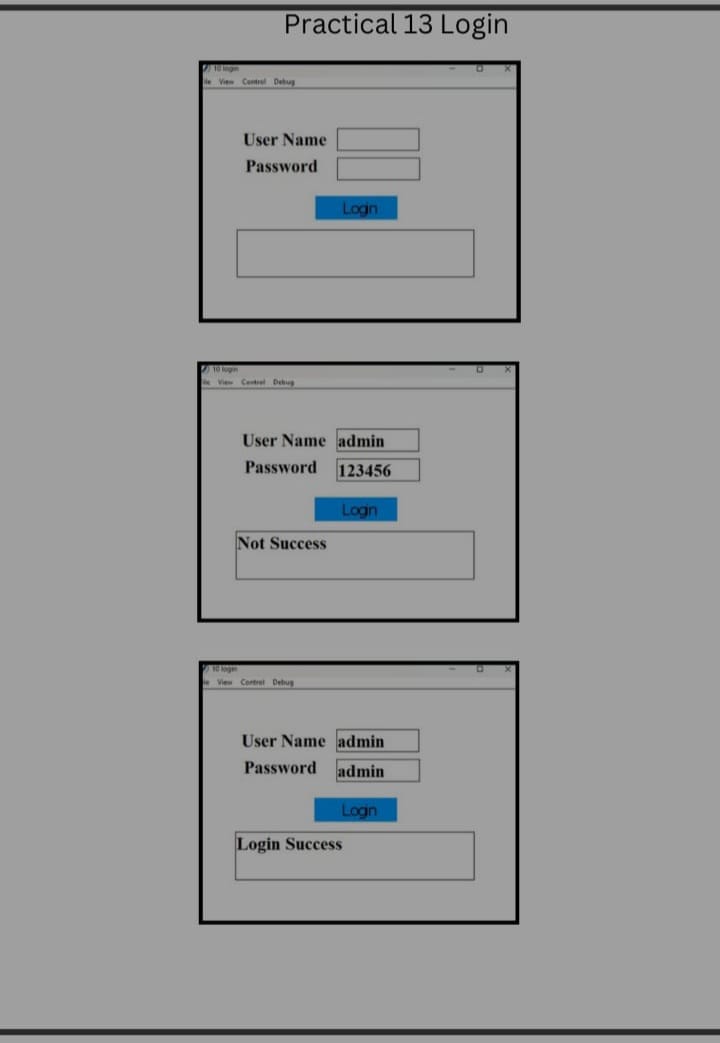 Practical 13 Login
10 login
ile View Control Debug
User Name
Password
Login
10 login
ile View Control Debug
User Name admin
Password 123456
Login
Not Success
10 login
ile View Control Debug
User Name admin
Password admin
Login
Login Success